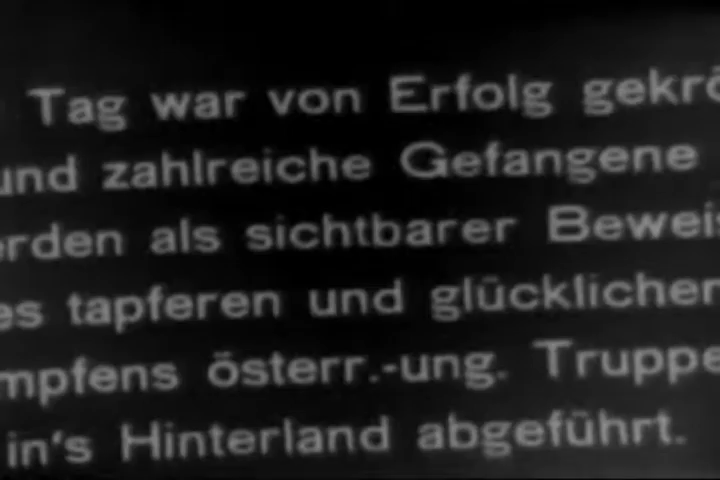 Tag war von Erfolg gekrö
und zahlreiche Gefangene
rden als sichtbarer Beweis
es tapferen und glücklichen
mpfens österr.-ung. Truppe
in's Hinterland abgeführt.